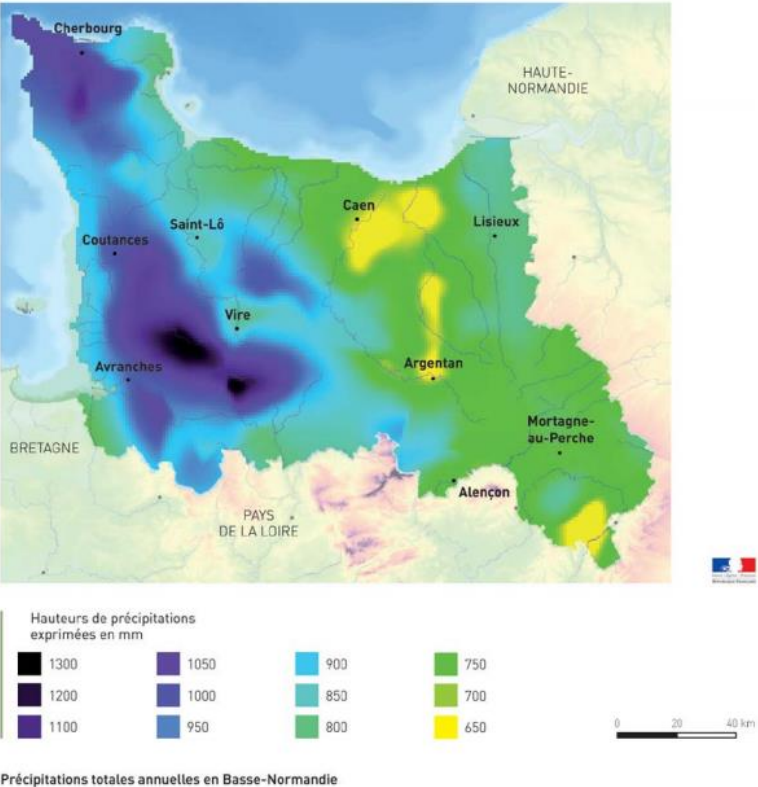 Cherbourg
HAUTE-
NORMANDIE
Caen
Saint-Lô
Lisieux
Coutances
Vire
Avranches
Argentan
Mortagne-
au-Perche
BRETAGNE
Alençon
PAYS
DE LA LOIRE
Hauteurs de précipitations
exprimées en mm
1300
1050
900
750
1200
1000
850
700
1100
950
800
650
0 20 40 km
Précipitations totales annuelles en Basse-Normandie